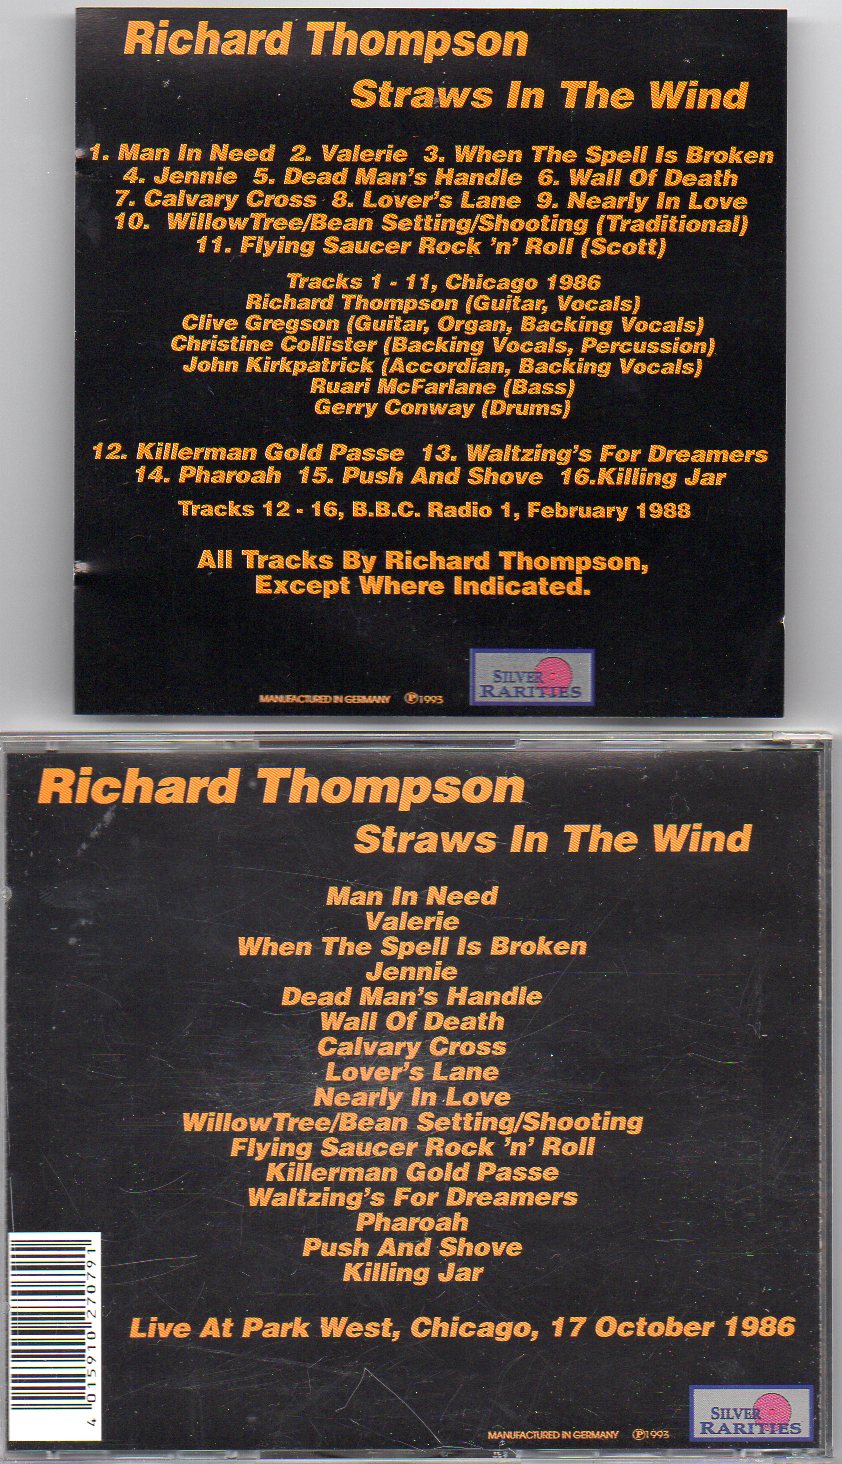 Richard Thompson
Straws In The Wind
1. Man In Need 2. Valerie 3. When The Spell Is Broken
4. Jennie 5. Dead Man's Handle 6. Wall Of Death
7. Calvary Cross 8. Lover's Lane 9. Nearly In Love
10. WillowTree/Bean Setting/Shooting (Traditional)
11. Flying Saucer Rock 'n' Roll (Scott)
Tracks 1 - 11, Chicago 1986
Richard Thompson (Guitar, Vocals)
Clive Gregson (Guitar, Organ, Backing Vocals)
Christine Collister (Backing Vocals, Percussion)
John Kirkpatrick (Accordian, Backing Vocals)
Ruari McFarlane (Bass)
Gerry Conway (Drums)
12. Killerman Gold Passe 13. Waltzing's For Dreamers
14. Pharoah 15. Push And Shove 16.Killing Jar
Tracks 12 - 16, B.B.C. Radio 1, February 1988
All Tracks By Richard Thompson,
Except Where Indicated.
SILVER
RARITIES
MANUFACTURED IN GERMANY ℗1993
Richard Thompson
Straws In The Wind
Man In Need
Valerie
When The Spell Is Broken
Jennie
Dead Man's Handle
Wall Of Death
Calvary Cross
Lover's Lane
Nearly In Love
WillowTree/Bean Setting/Shooting
Flying Saucer Rock 'n' Roll
Killerman Gold Passe
Waltzing's For Dreamers
Pharoah
Push And Shove
Killing Jar
Live At Park West, Chicago, 17 October 1986
4 015910 270791
SILVER
RARITIES
MANUFACTURED IN GERMANY ℗1993